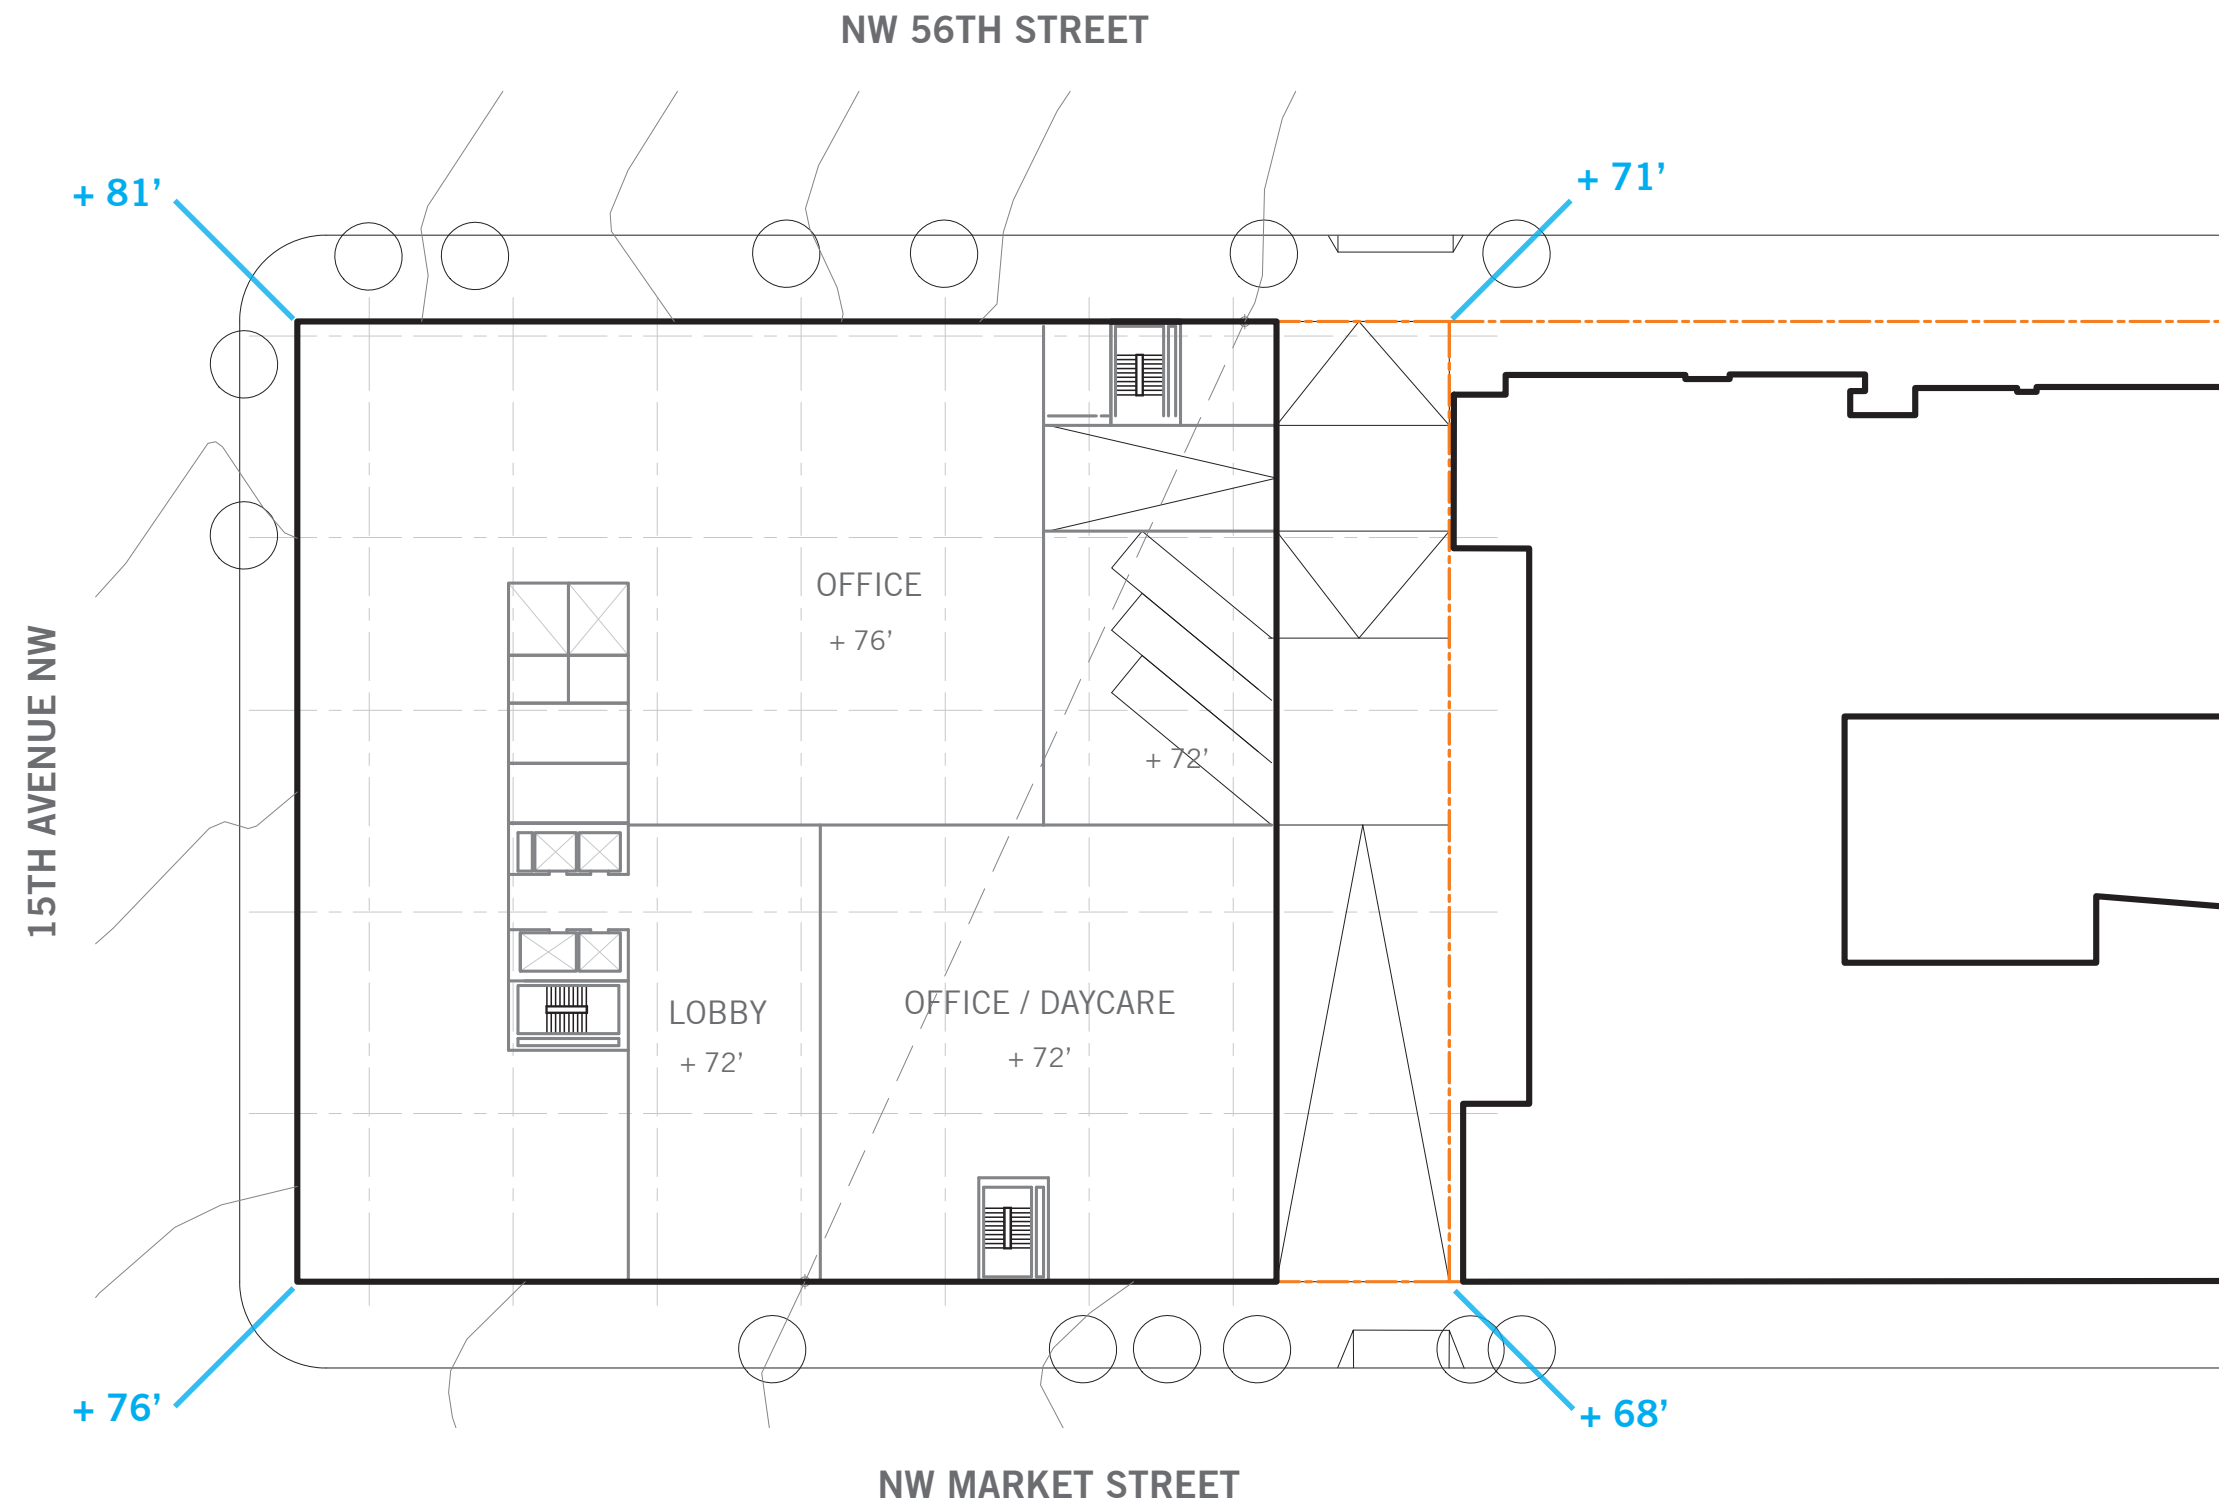 NW 56TH STREET
+ 81’
+ 71’
15TH AVENUE NW
OFFICE
+ 76’
+ 72’
LOBBY
+ 72’
OFFICE / DAYCARE
+ 72’
+ 76’
+ 68’
NW MARKET STREET